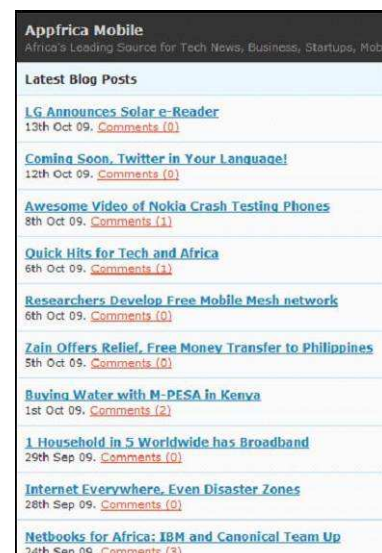 Appfrica Mobile
Africa's Leading Source for Tech News, Business, Startups, Mob
Latest Blog Posts
LG Announces Solar e-Reader
13th Oct 09. Comments (0)
Coming Soon, Twitter in Your Language!
12th Oct 09. Comments (0)
Awesome Video of Nokia Crash Testing Phones
8th Oct 09. Comments (1)
Quick Hits for Tech and Africa
6th Oct 09. Comments (1)
Researchers Develop Free Mobile Mesh network
6th Oct 09. Comments (0)
Zain Offers Relief, Free Money Transfer to Philippines
5th Oct 09. Comments (0)
Buying Water with M-PESA in Kenya
1st Oct 09. Comments (2)
1 Household in 5 Worldwide has Broadband
29th Sep 09. Comments (0)
Internet Everywhere, Even Disaster Zones
28th Sep 09. Comments (0)
Netbooks for Africa: IBM and Canonical Team Up
24th Sep 09. Comments (3)